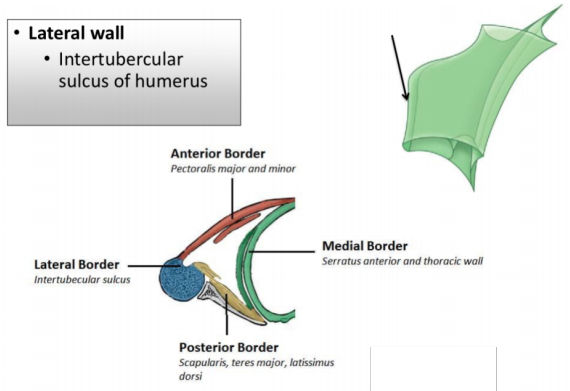 • Lateral wall
• Intertubercular
sulcus of humerus
Anterior Border
Pectoralis major and minor
Medial Border
Serratus anterior and thoracic wall
Lateral Border
Intertubecular sulcus
Posterior Border
Scapularis, teres major, latissimus
dorsi